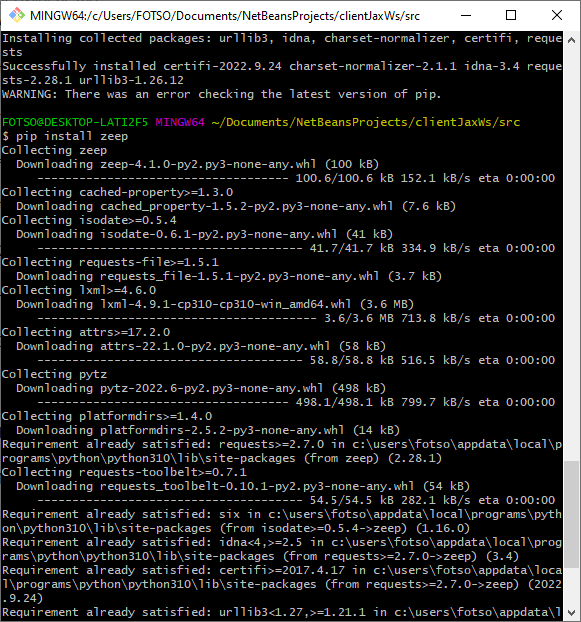 MINGW64:/c/Users/FOTSO/Documents/NetBeansProjects/clientJaxWs/src
Installing collected packages: urllib3, idna, charset-normalizer, certifi, reque
sts
Successfully installed certifi-2022.9.24 charset-normalizer-2.1.1 idna-3.4 reque
sts-2.28.1 urllib3-1.26.12
WARNING: There was an error checking the latest version of pip.
FOTSO@DESKTOP-LATI2F5 MINGW64 ~/Documents/NetBeansProjects/clientJaxWs/src
$ pip install zeep
Collecting zeep
  Downloading zeep-4.1.0-py2.py3-none-any.whl (100 kB)
     ---------------------------------- 100.6/100.6 kB 152.1 kB/s eta 0:00:00
Collecting cached-property>=1.3.0
  Downloading cached_property-1.5.2-py2.py3-none-any.whl (7.6 kB)
Collecting isodate>=0.5.4
  Downloading isodate-0.6.1-py2.py3-none-any.whl (41 kB)
     ------------------------------------ 41.7/41.7 kB 334.9 kB/s eta 0:00:00
Collecting requests-file>=1.5.1
  Downloading requests_file-1.5.1-py2.py3-none-any.whl (3.7 kB)
Collecting lxml>=4.6.0
  Downloading lxml-4.9.1-cp310-cp310-win_amd64.whl (3.6 MB)
     -------------------------------------- 3.6/3.6 MB 713.8 kB/s eta 0:00:00
Collecting attrs>=17.2.0
  Downloading attrs-22.1.0-py2.py3-none-any.whl (58 kB)
     ------------------------------------ 58.8/58.8 kB 516.5 kB/s eta 0:00:00
Collecting pytz
  Downloading pytz-2022.6-py2.py3-none-any.whl (498 kB)
     ---------------------------------- 498.1/498.1 kB 799.7 kB/s eta 0:00:00
Collecting platformdirs>=1.4.0
  Downloading platformdirs-2.5.2-py3-none-any.whl (14 kB)
Requirement already satisfied: requests>=2.7.0 in c:\users\fotso\appdata\local\p
rograms\python\python310\lib\site-packages (from zeep) (2.28.1)
Collecting requests-toolbelt>=0.7.1
  Downloading requests_toolbelt-0.10.1-py2.py3-none-any.whl (54 kB)
     ------------------------------------ 54.5/54.5 kB 282.1 kB/s eta 0:00:00
Requirement already satisfied: six in c:\users\fotso\appdata\local\programs\pyth
on\python310\lib\site-packages (from isodate>=0.5.4->zeep) (1.16.0)
Requirement already satisfied: idna<4,>=2.5 in c:\users\fotso\appdata\local\prog
rams\python\python310\lib\site-packages (from requests>=2.7.0->zeep) (3.4)
Requirement already satisfied: certifi>=2017.4.17 in c:\users\fotso\appdata\loca
l\programs\python\python310\lib\site-packages (from requests>=2.7.0->zeep) (2022
.9.24)
Requirement already satisfied: urllib3<1.27,>=1.21.1 in c:\users\fotso\appdata\l